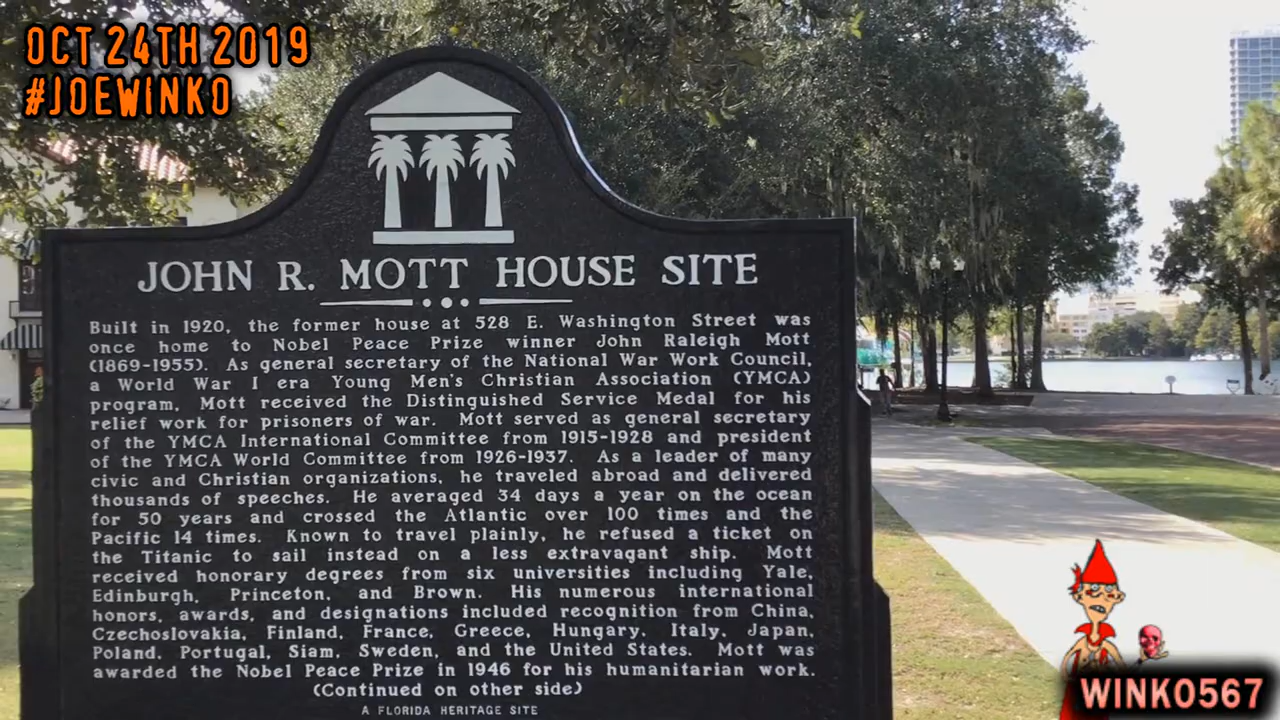 OCT 24TH 2019
#JOEWINKO
JOHN R. MOTT HOUSE SITE
Built in 1920, the former house at 528 E. Washington Street was
once home to Nobel Peace Prize winner John Raleigh Mott
(1869-1955). As general secretary of the National War Work Council,
a World War I era Young Men's Christian Association (YMCA)
program, Mott received the Distinguished Service Medal for his
relief work for prisoners of war. Mott served as general secretary
of the YMCA International Committee from 1915-1928 and president
of the YMCA World Committee from 1926-1937. As a leader of many
civic and Christian organizations, he traveled abroad and delivered
thousands of speeches. He averaged 34 days a year on the ocean
for 50 years and crossed the Atlantic over 100 times and the
Pacific 14 times. Known to travel plainly, he refused a ticket on
the Titanic to sail instead on a less extravagant ship. Mott
received honorary degrees from six universities including Yale,
Edinburgh, Princeton, and Brown. His numerous international
honors, awards, and designations included recognition from China,
Czechoslovakia, Finland, France, Greece, Hungary, Italy, Japan,
Poland, Portugal, Siam, Sweden, and the United States. Mott was
awarded the Nobel Peace Prize in 1946 for his humanitarian work.
(Continued on other side)
A FLORIDA HERITAGE SITE
WINKO567